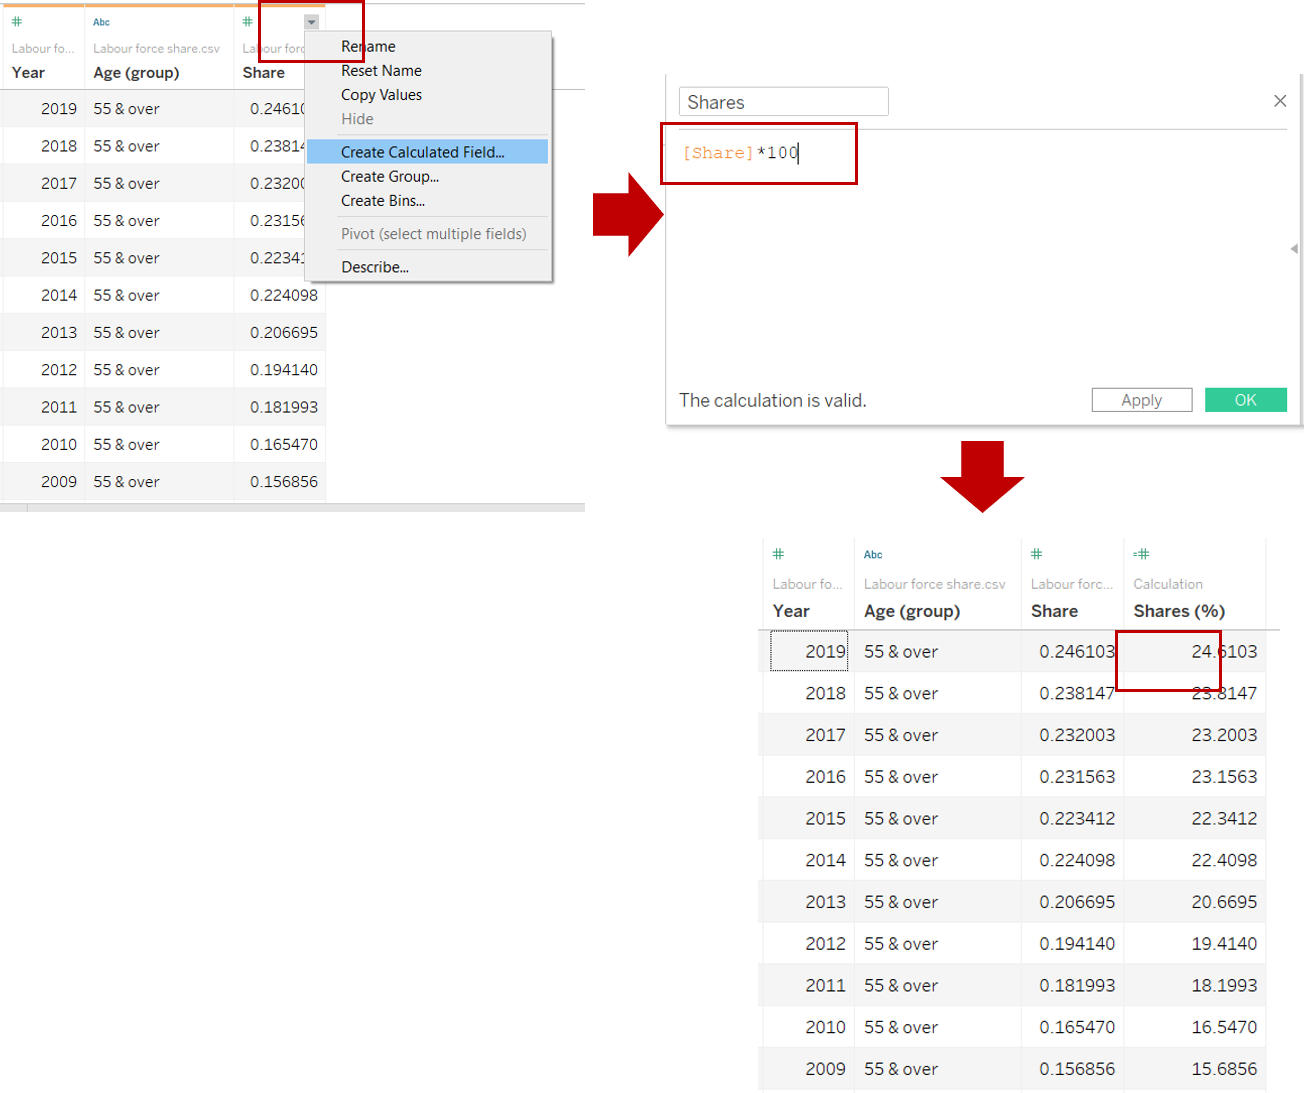 # Abc #
Labour fo... Labour force share.csv Labour forc
Year Age (group) Share
2019 55 & over 0.24610
2018 55 & over 0.23814
2017 55 & over 0.23200
2016 55 & over 0.23156
2015 55 & over 0.22341
2014 55 & over 0.224098
2013 55 & over 0.206695
2012 55 & over 0.194140
2011 55 & over 0.181993
2010 55 & over 0.165470
2009 55 & over 0.156856
Rename
Reset Name
Copy Values
Hide
Create Calculated Field...
Create Group...
Create Bins...
Pivot (select multiple fields)
Describe...
Shares
[Share]*100
The calculation is valid.
Apply OK
# Abc # =#
Labour fo... Labour force share.csv Labour forc... Calculation
Year Age (group) Share Shares (%)
2019 55 & over 0.246103 24.6103
2018 55 & over 0.238147 23.8147
2017 55 & over 0.232003 23.2003
2016 55 & over 0.231563 23.1563
2015 55 & over 0.223412 22.3412
2014 55 & over 0.224098 22.4098
2013 55 & over 0.206695 20.6695
2012 55 & over 0.194140 19.4140
2011 55 & over 0.181993 18.1993
2010 55 & over 0.165470 16.5470
2009 55 & over 0.156856 15.6856